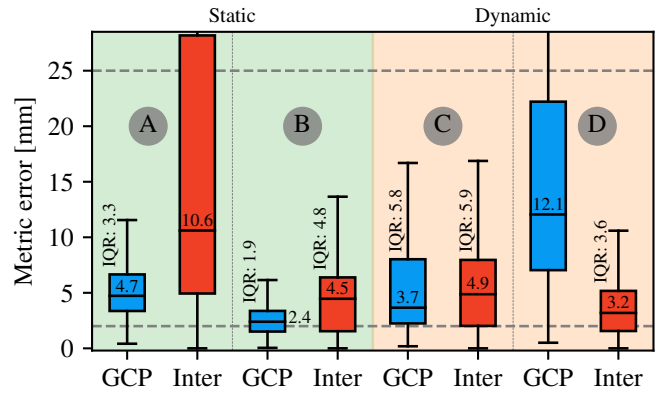 Static Dynamic
Metric error [mm]
25
20
15
10
5
0
A B C D
IQR: 3.3
4.7
10.6
IQR: 1.9
2.4
IQR: 4.8
4.5
IQR: 5.8
3.7
IQR: 5.9
4.9
12.1
IQR: 3.6
3.2
GCP Inter GCP Inter GCP Inter GCP Inter